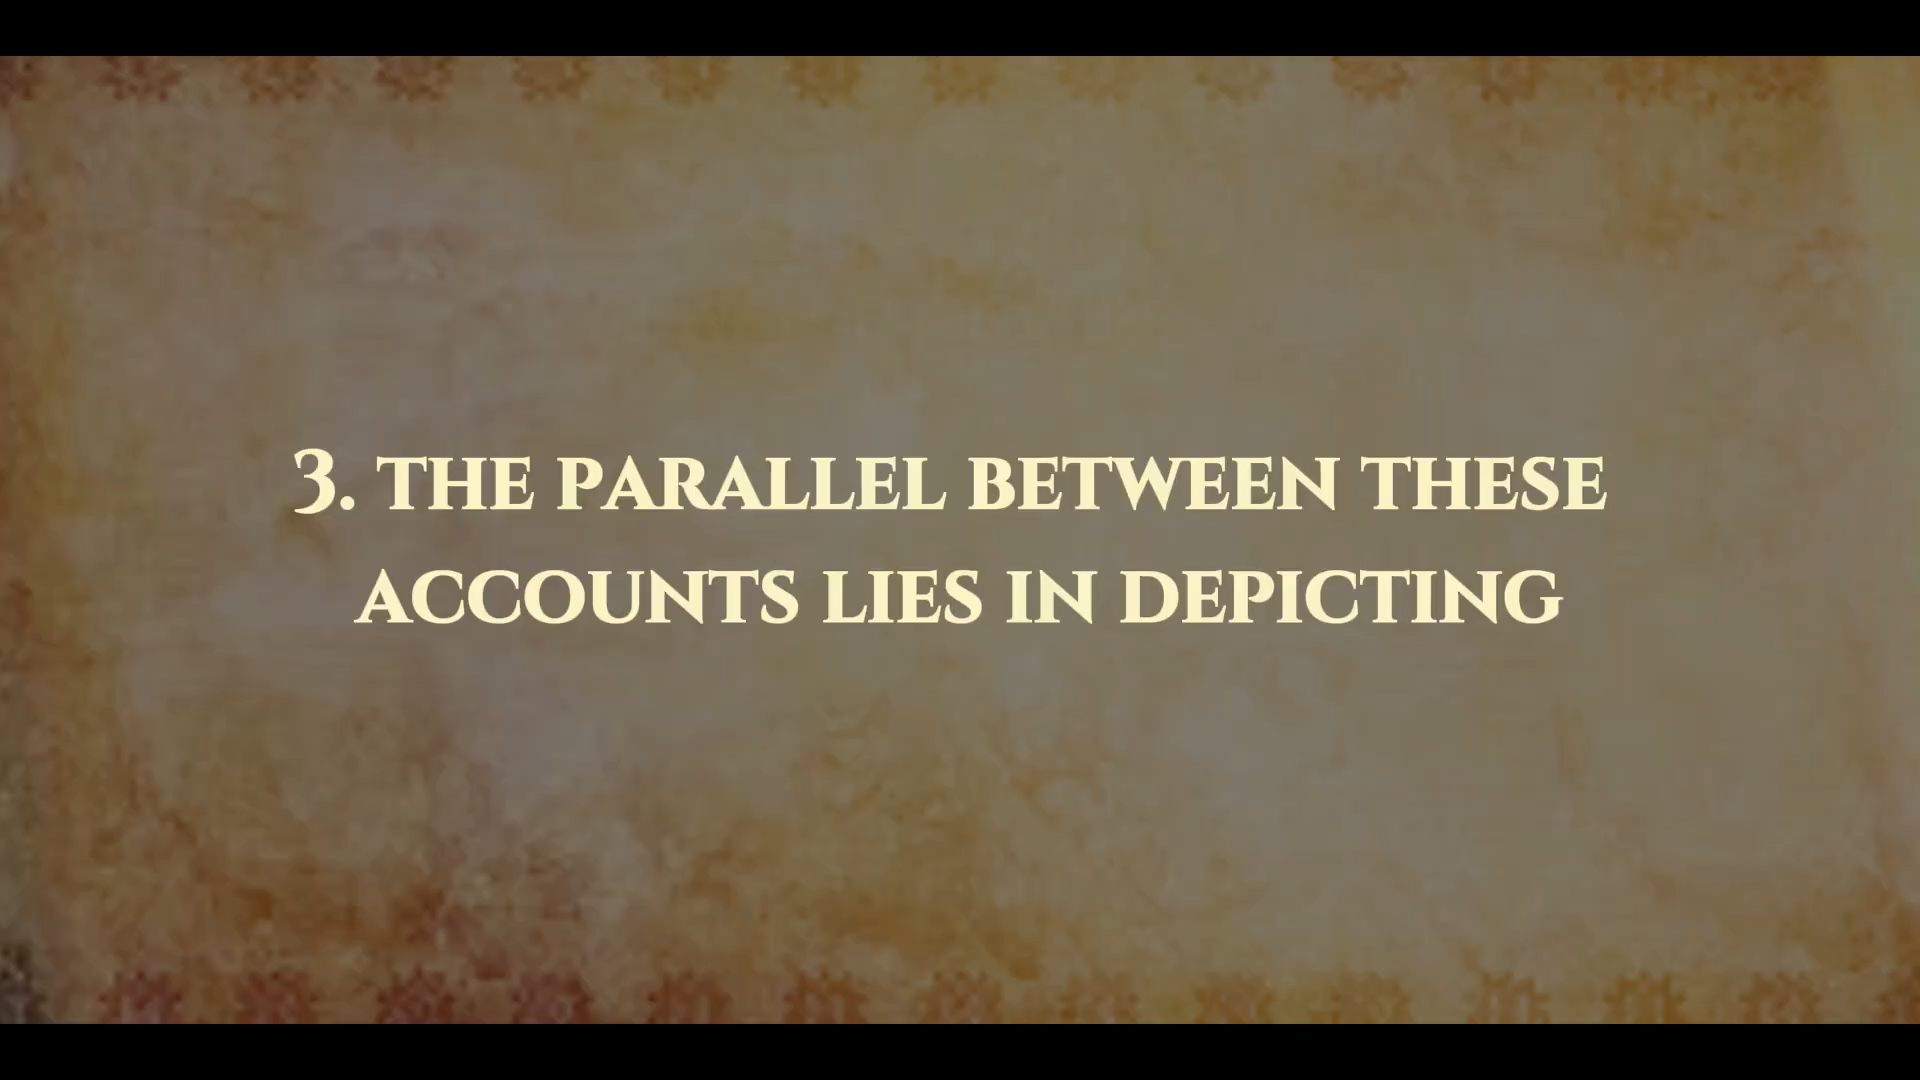 3. THE PARALLEL BETWEEN THESE
ACCOUNTS LIES IN DEPICTING